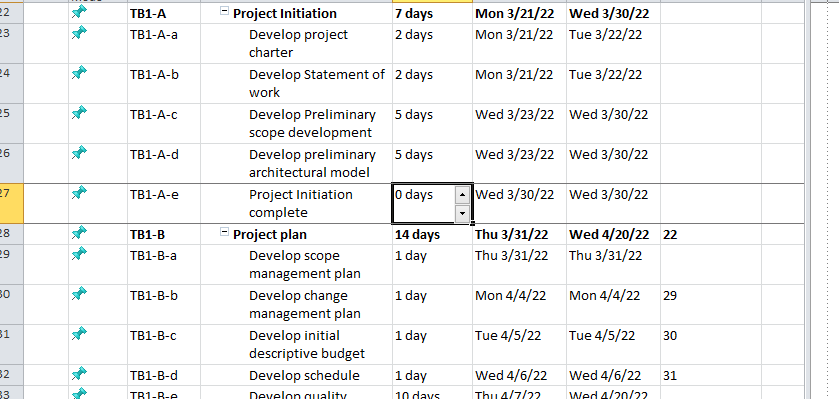 22 TB1-A Project Initiation 7 days Mon 3/21/22 Wed 3/30/22
23 TB1-A-a Develop project 2 days Mon 3/21/22 Tue 3/22/22
charter
24 TB1-A-b Develop Statement of 2 days Mon 3/21/22 Tue 3/22/22
work
25 TB1-A-c Develop Preliminary 5 days Wed 3/23/22 Wed 3/30/22
scope development
26 TB1-A-d Develop preliminary 5 days Wed 3/23/22 Wed 3/30/22
architectural model
27 TB1-A-e Project Initiation 0 days Wed 3/30/22 Wed 3/30/22
complete
28 TB1-B Project plan 14 days Thu 3/31/22 Wed 4/20/22 22
29 TB1-B-a Develop scope 1 day Thu 3/31/22 Thu 3/31/22
management plan
30 TB1-B-b Develop change 1 day Mon 4/4/22 Mon 4/4/22 29
management plan
31 TB1-B-c Develop initial 1 day Tue 4/5/22 Tue 4/5/22 30
descriptive budget
32 TB1-B-d Develop schedule 1 day Wed 4/6/22 Wed 4/6/22 31
33 TB1-B-e Develop quality 10 days Thu 4/7/22 Wed 4/20/22